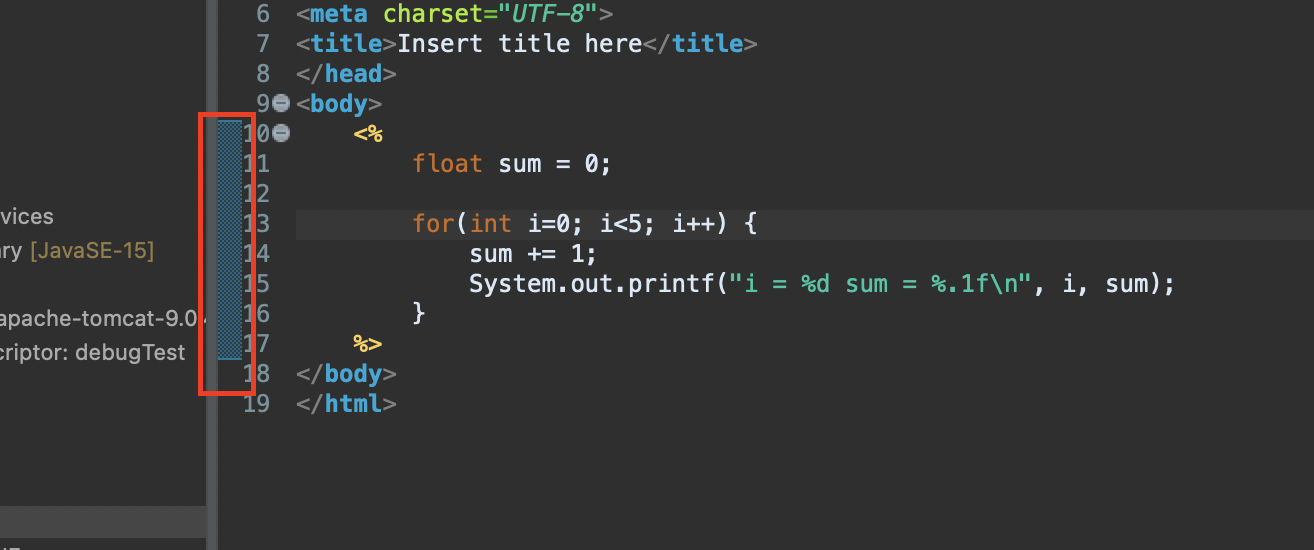 vices
ry [JavaSE-15]
apache-tomcat-9.0
criptor: debugTest
6 <meta charset="UTF-8">
7 <title>Insert title here</title>
8 </head>
9 <body>
10     <%
11         float sum = 0;
12
13         for(int i=0; i<5; i++) {
14             sum += 1;
15             System.out.printf("i = %d sum = %.1f\n", i, sum);
16         }
17     %>
18 </body>
19 </html>